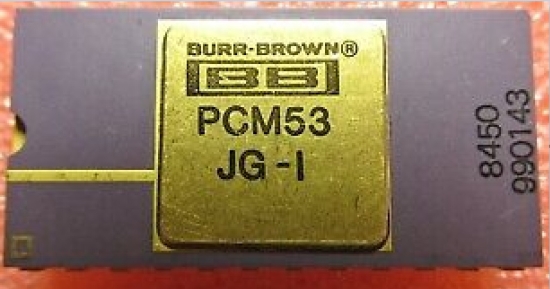 BURR-BROWN®
BB
PCM53
JG-I
8450
990143